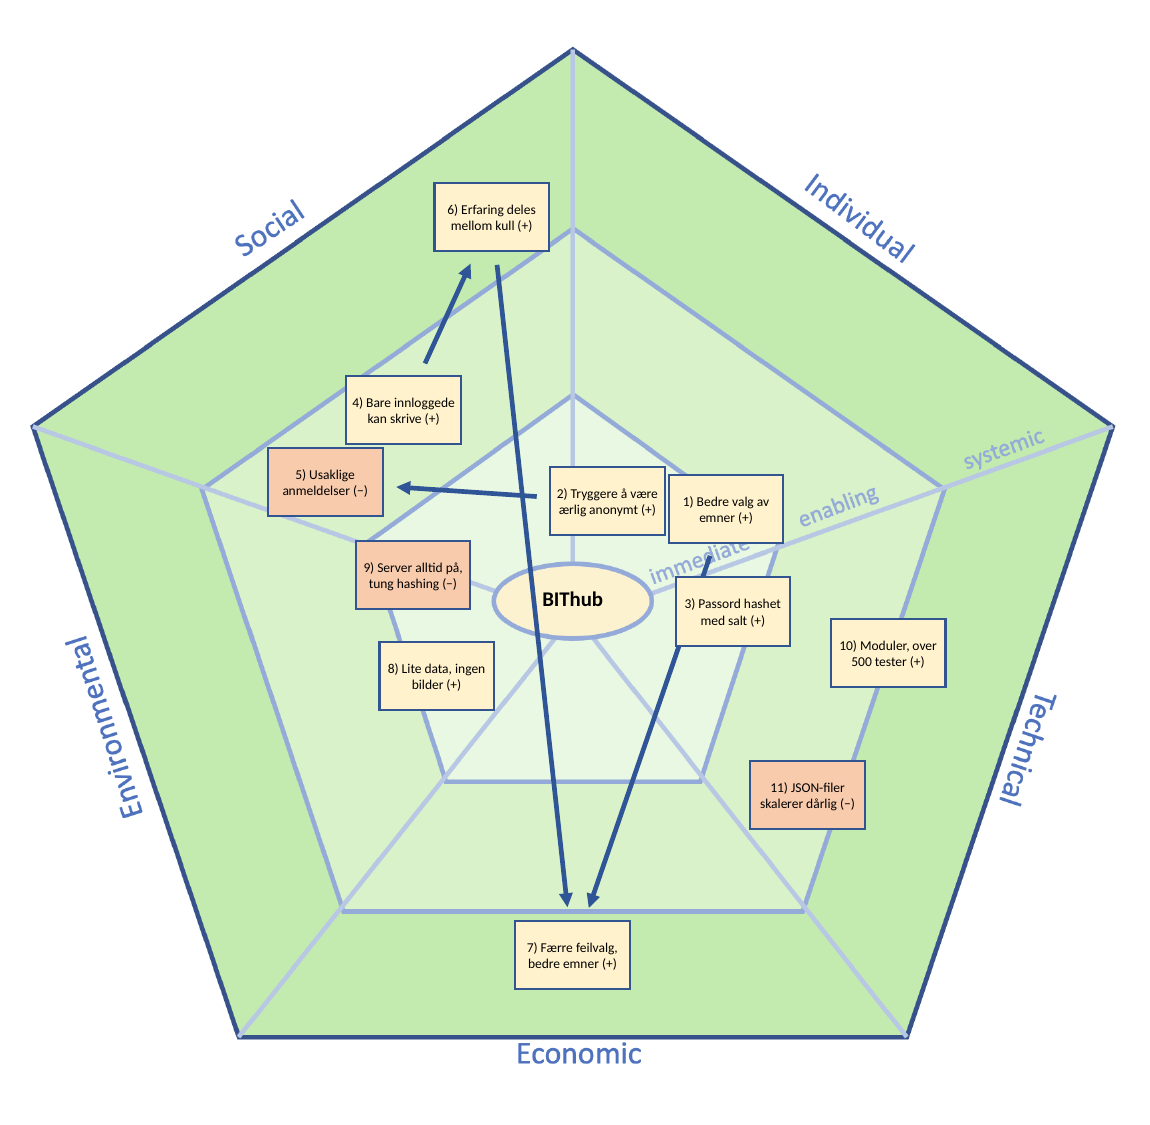 Social
Individual
6) Erfaring deles
mellom kull (+)
4) Bare innloggede
kan skrive (+)
systemic
5) Usaklige
anmeldelser (−)
2) Tryggere å være
ærlig anonymt (+)
1) Bedre valg av
emner (+)
enabling
immediate
9) Server alltid på,
tung hashing (−)
BIThub
3) Passord hashet
med salt (+)
10) Moduler, over
500 tester (+)
8) Lite data, ingen
bilder (+)
Environmental
Technical
11) JSON-filer
skalerer dårlig (−)
7) Færre feilvalg,
bedre emner (+)
Economic